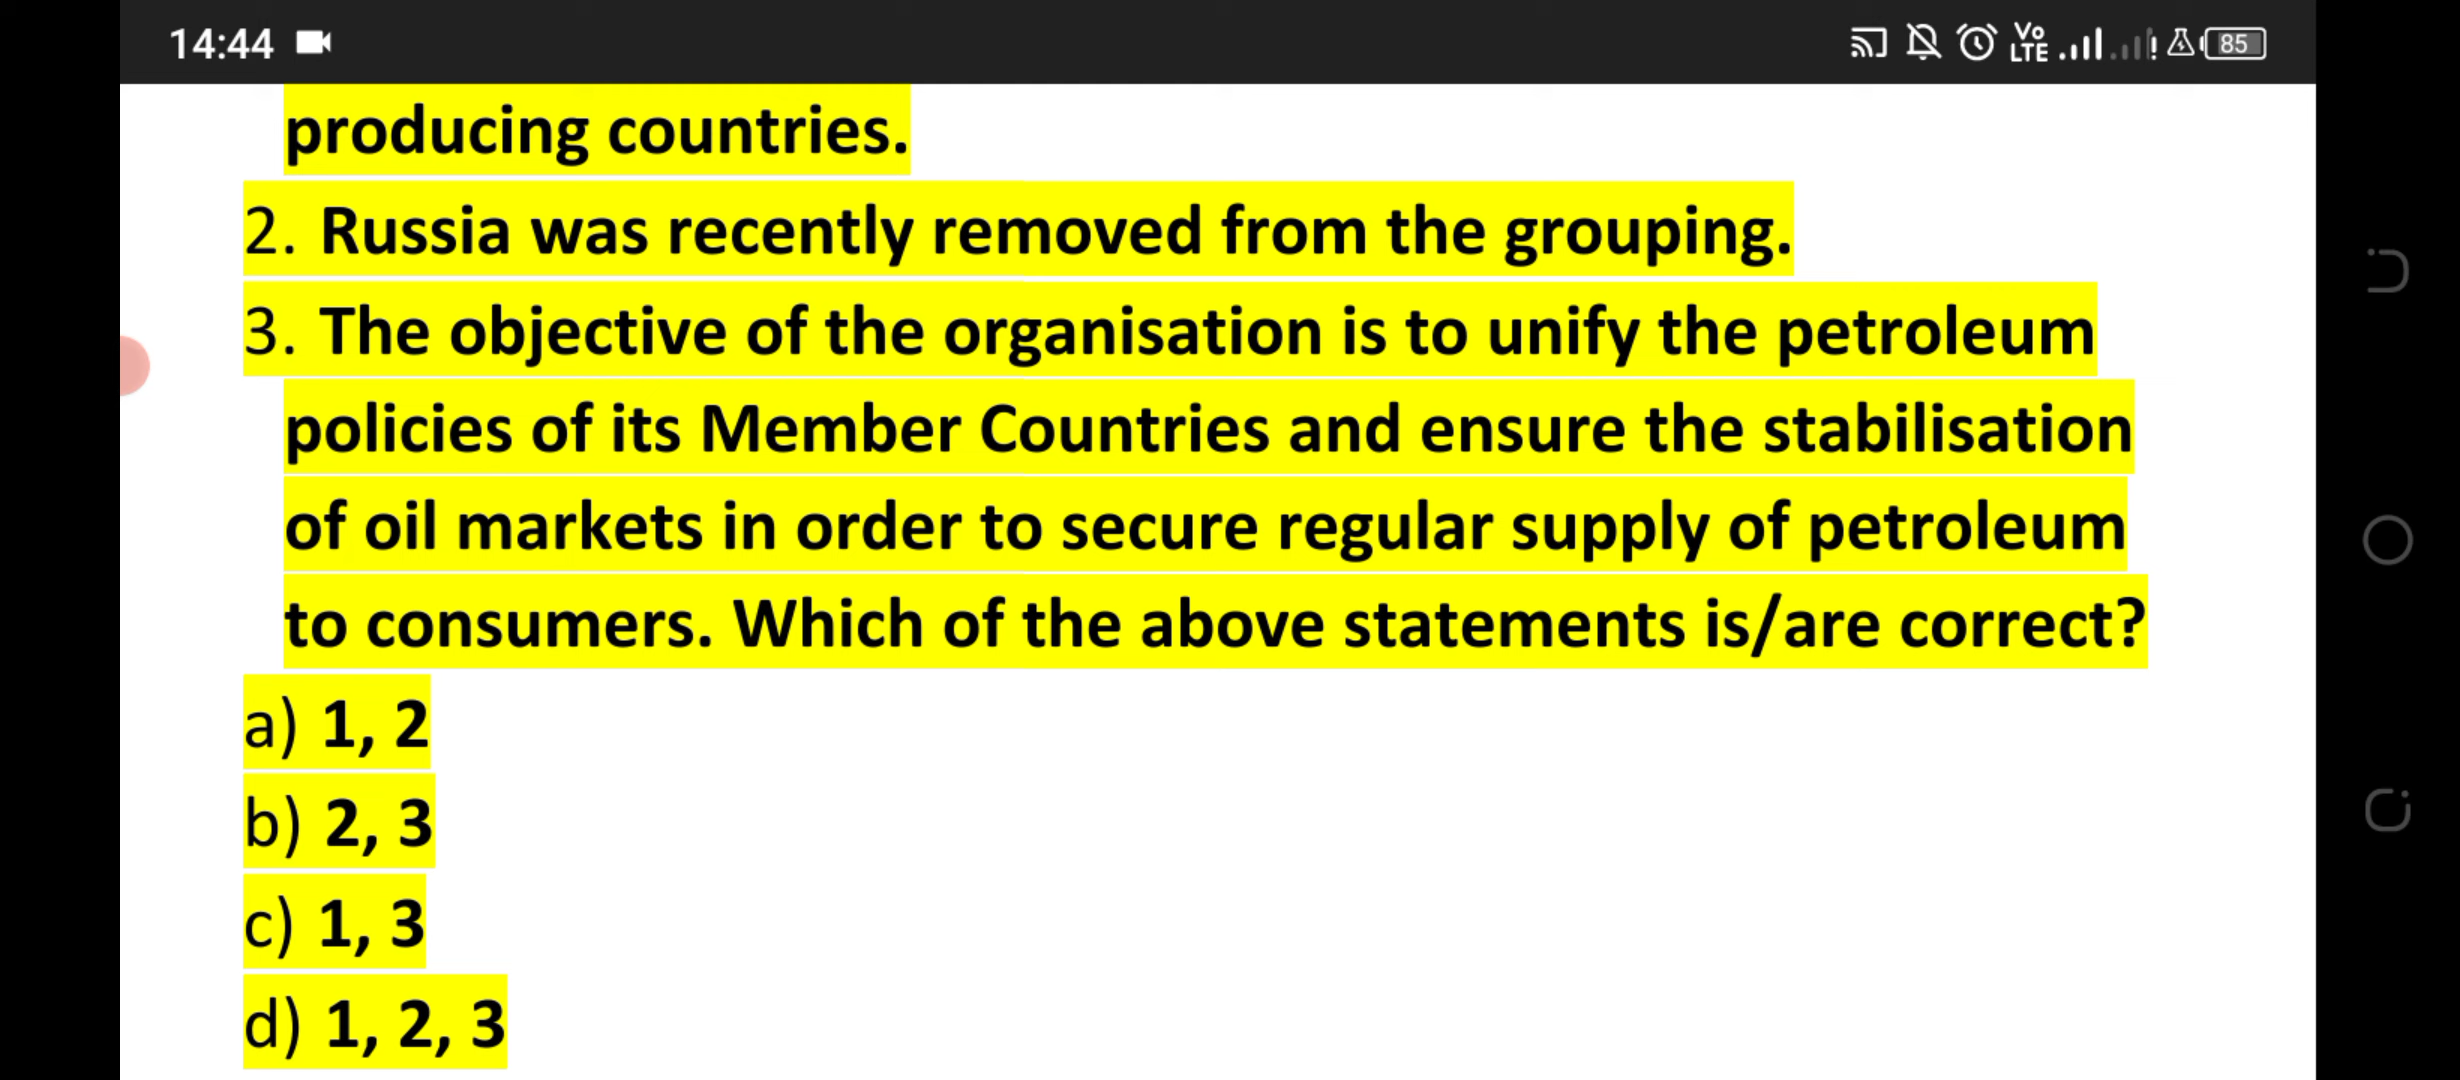 14:44
Vo
LTE
85
producing countries.
2. Russia was recently removed from the grouping.
3. The objective of the organisation is to unify the petroleum
policies of its Member Countries and ensure the stabilisation
of oil markets in order to secure regular supply of petroleum
to consumers. Which of the above statements is/are correct?
a) 1, 2
b) 2, 3
c) 1, 3
d) 1, 2, 3